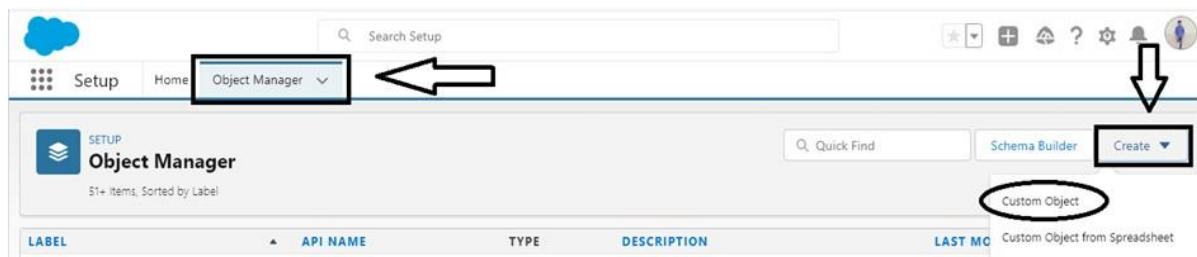 Search Setup
Setup Home Object Manager
SETUP
Object Manager
51+ Items, Sorted by Label
Quick Find
Schema Builder
Create
Custom Object
Custom Object from Spreadsheet
LABEL API NAME TYPE DESCRIPTION LAST MO